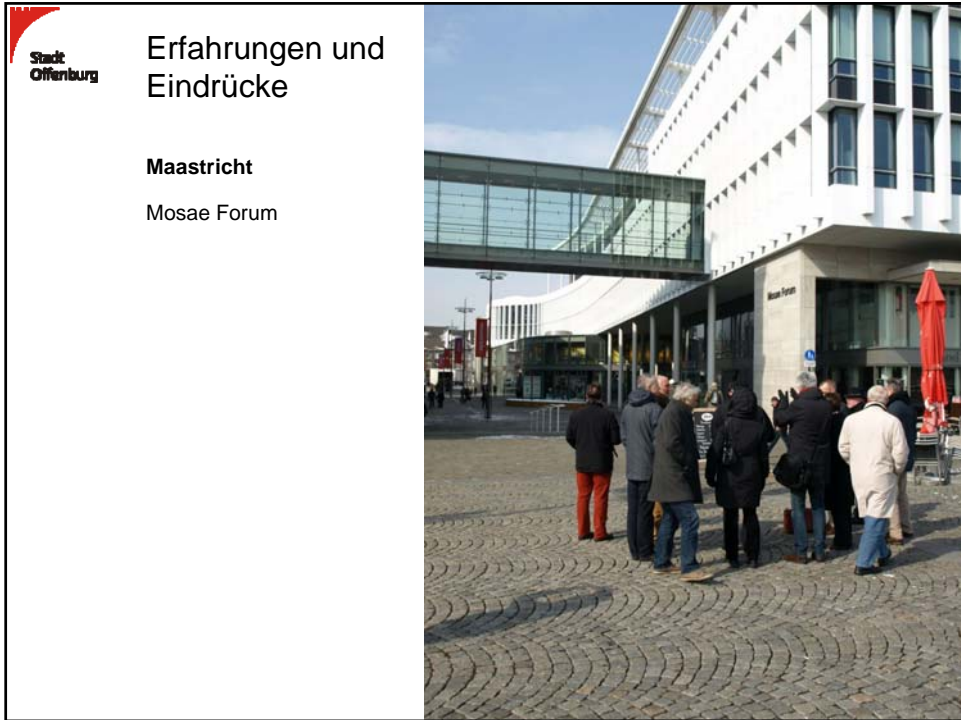 Stadt
Offenburg
Erfahrungen und
Eindrücke
Maastricht
Mosae Forum
Mosae Forum